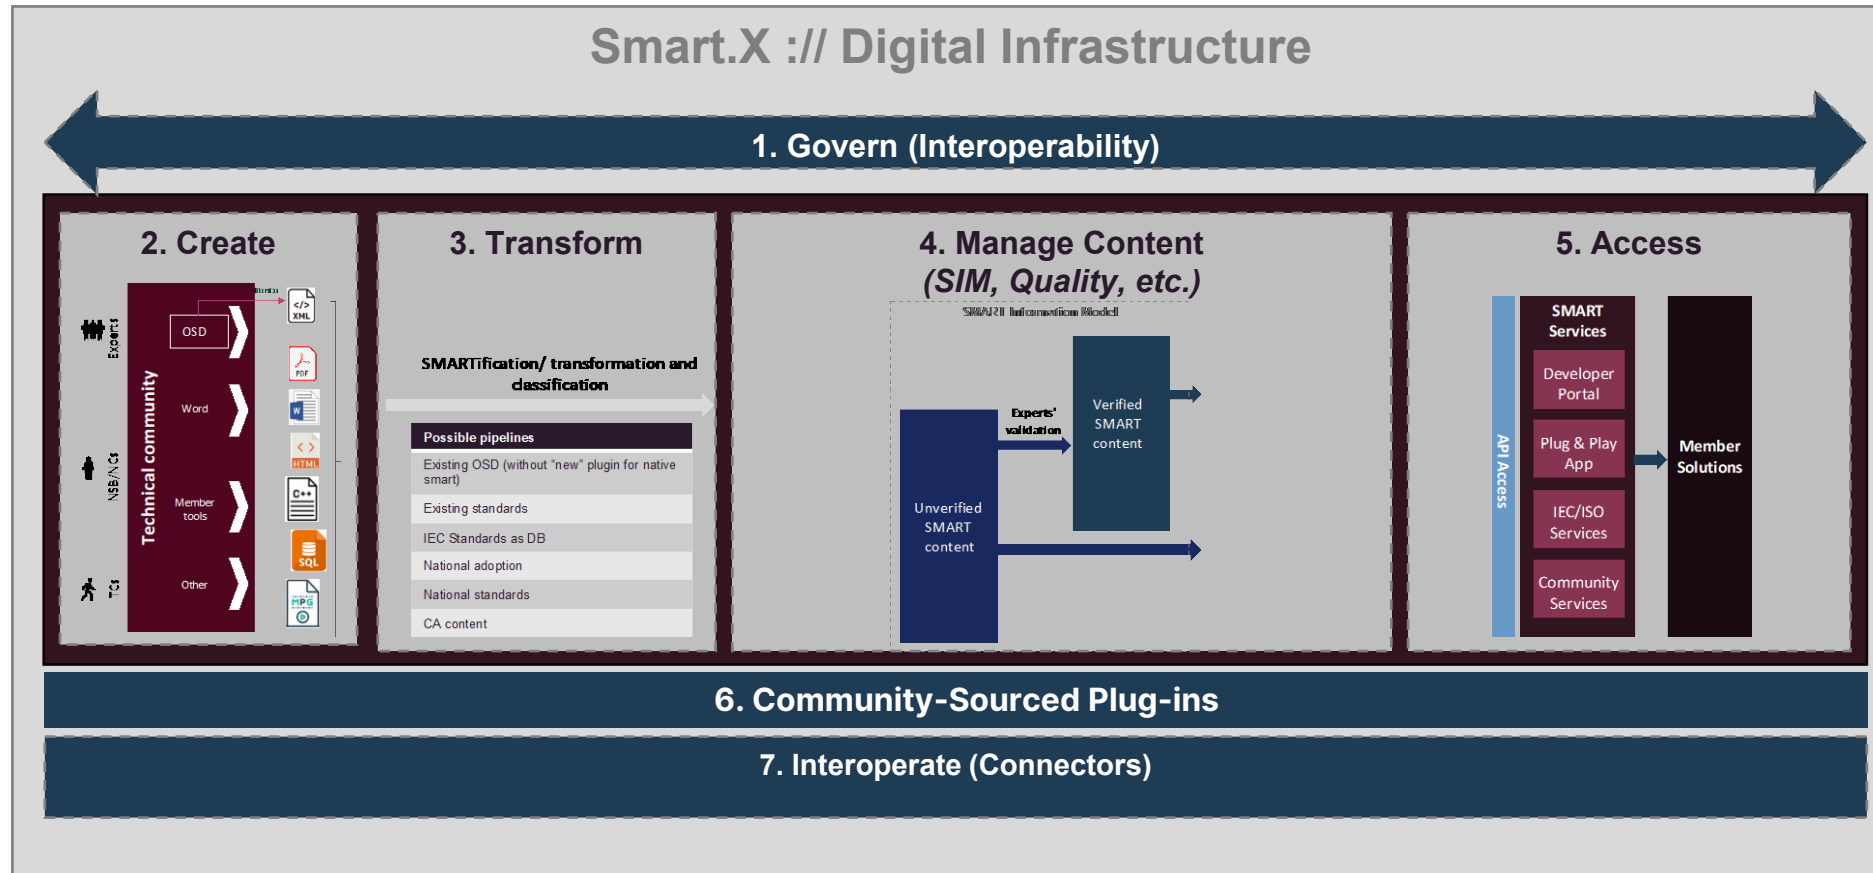 Smart.X :// Digital Infrastructure
1. Govern (Interoperability)
2. Create
Experts
NSB/NCs
TCs
Technical community
OSD
Word
Member
tools
Other
</>
XML
PDF
W
< >
HTML
C++
SQL
MPG
3. Transform
SMARTification/ transformation and
classification
Possible pipelines
Existing OSD (without “new” plugin for native
smart)
Existing standards
IEC Standards as DB
National adoption
National standards
CA content
4. Manage Content
(SIM, Quality, etc.)
SMART Information Model
Unverified
SMART
content
Experts'
validation
Verified
SMART
content
5. Access
API Access
SMART
Services
Developer
Portal
Plug & Play
App
IEC/ISO
Services
Community
Services
Member
Solutions
6. Community-Sourced Plug-ins
7. Interoperate (Connectors)